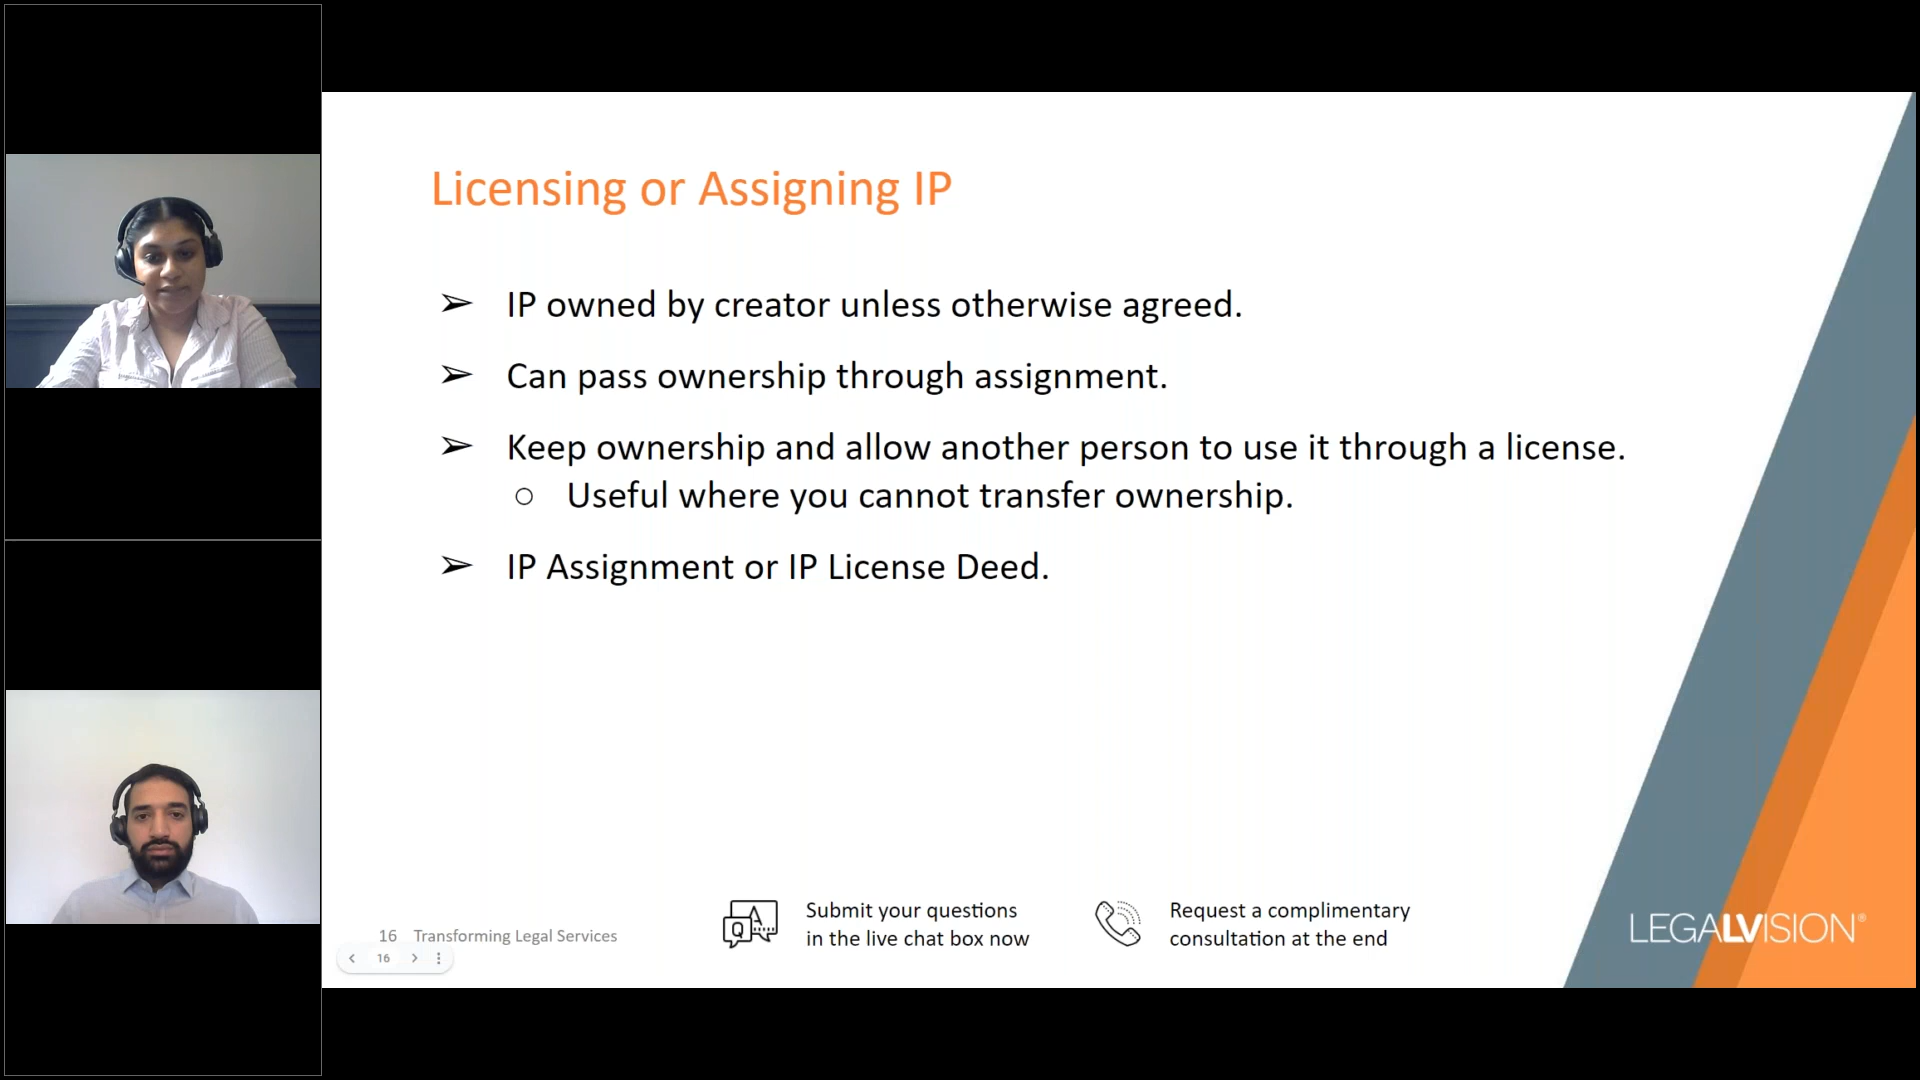 Licensing or Assigning IP
➢ IP owned by creator unless otherwise agreed.
➢ Can pass ownership through assignment.
➢ Keep ownership and allow another person to use it through a license.
○ Useful where you cannot transfer ownership.
➢ IP Assignment or IP License Deed.
16 Transforming Legal Services
16
Q A
Submit your questions
in the live chat box now
Request a complimentary
consultation at the end
LEGALVISION®